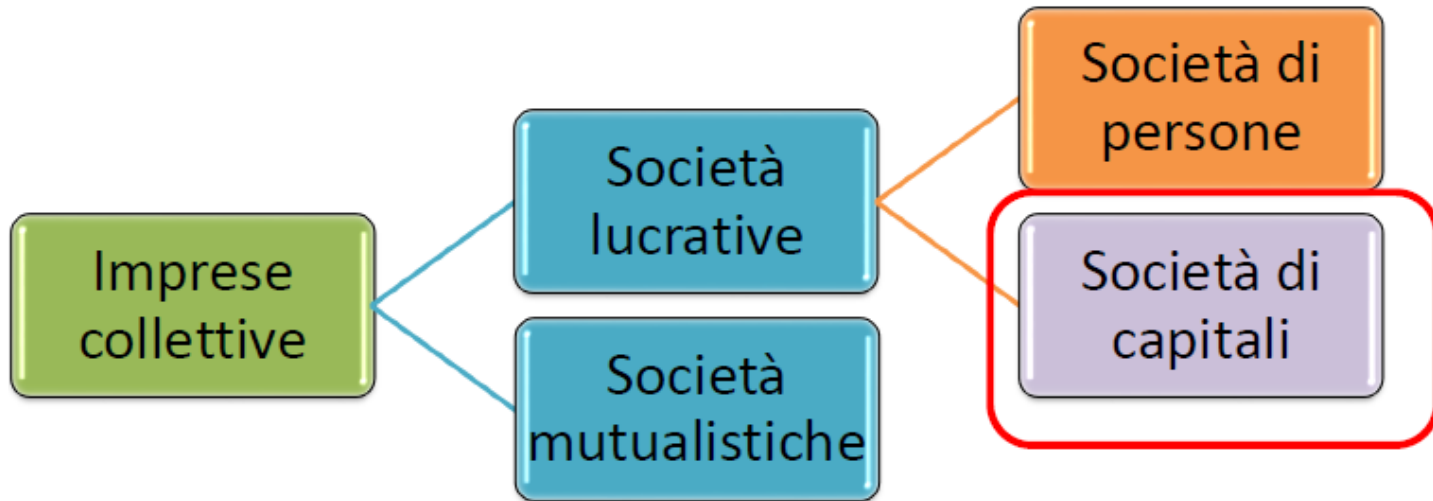 Imprese
collettive
Società
lucrative
Società
mutualistiche
Società di
persone
Società di
capitali